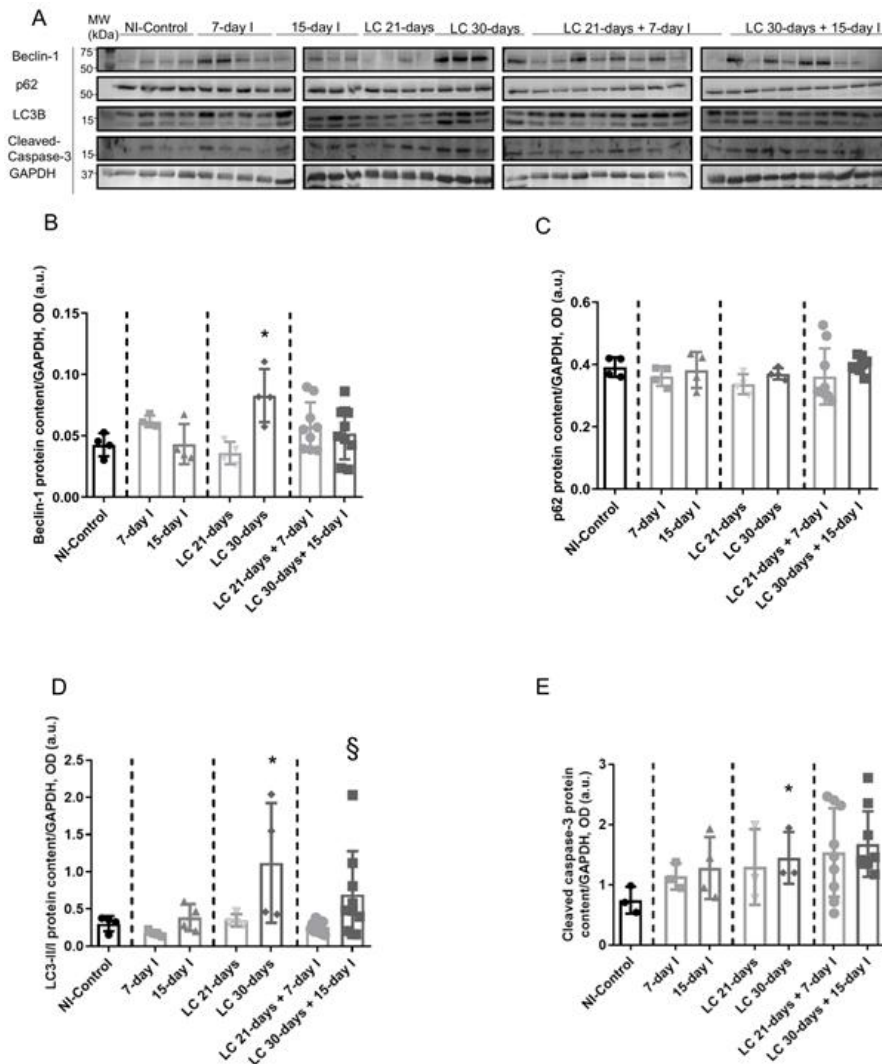 A
MW
(kDa)
NI-Control 7-day I 15-day I LC 21-days LC 30-days LC 21-days + 7-day I LC 30-days + 15-day I
Beclin-1
75
50
p62
50
LC3B
15
Cleaved-
Caspase-3
15
GAPDH
37
B
Beclin-1 protein content/GAPDH, OD (a.u.)
0.15
0.10
0.05
0.00
*
NI-Control
7-day I
15-day I
LC 21-days
LC 30-days
LC 21-days + 7-day I
LC 30-days + 15-day I
C
p62 protein content/GAPDH, OD (a.u.)
0.6
0.4
0.2
0.0
NI-Control
7-day I
15-day I
LC 21-days
LC 30-days
LC 21-days + 7-day I
LC 30-days + 15-day I
D
LC3-II/I protein content/GAPDH, OD (a.u.)
2.5
2.0
1.5
1.0
0.5
0.0
*
§
NI-Control
7-day I
15-day I
LC 21-days
LC 30-days
LC 21-days + 7-day I
LC 30-days + 15-day I
E
Cleaved caspase-3 protein
content/GAPDH, OD (a.u.)
3
2
1
0
*
NI-Control
7-day I
15-day I
LC 21-days
LC 30-days
LC 21-days + 7-day I
LC 30-days + 15-day I